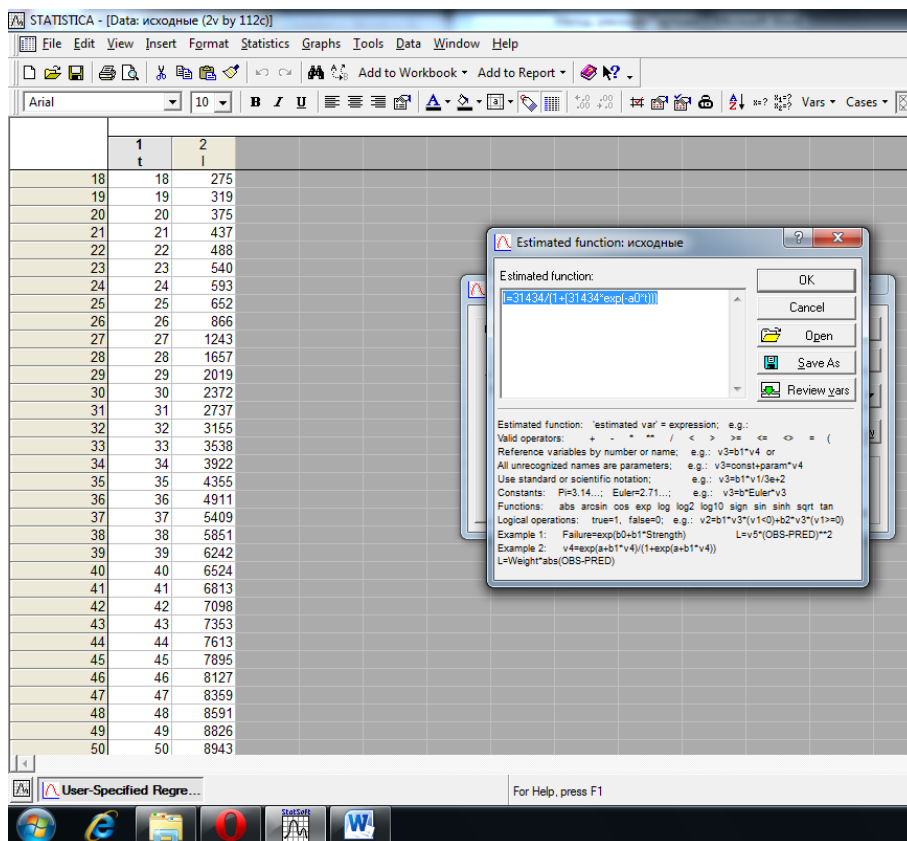 STATISTICA - [Data: исходные (2v by 112c)]
File Edit View Insert Format Statistics Graphs Tools Data Window Help
Add to Workbook Add to Report
Arial 10 B I U A Vars Cases
1 2
t l
18 18 275
19 19 319
20 20 375
21 21 437
22 22 488
23 23 540
24 24 593
25 25 652
26 26 866
27 27 1243
28 28 1657
29 29 2019
30 30 2372
31 31 2737
32 32 3155
33 33 3538
34 34 3922
35 35 4355
36 36 4911
37 37 5409
38 38 5851
39 39 6242
40 40 6524
41 41 6813
42 42 7098
43 43 7353
44 44 7613
45 45 7895
46 46 8127
47 47 8359
48 48 8591
49 49 8826
50 50 8943
Estimated function: исходные
Estimated function:
l=31434/(1+(31434*exp(-a0*t)))
OK
Cancel
Open
Save As
Review vars
Estimated function: 'estimated var' = expression; e.g.:
Valid operators: + - * ** / < > >= <= <> = (
Reference variables by number or name; e.g.: v3=b1*v4 or
All unrecognized names are parameters; e.g.: v3=const+param*v4
Use standard or scientific notation; e.g.: v3=b1*v1/3e+2
Constants: Pi=3.14...; Euler=2.71...; e.g.: v3=b*Euler*v3
Functions: abs arcsin cos exp log log2 log10 sign sin sinh sqrt tan
Logical operations: true=1, false=0; e.g.: v2=b1*v3*(v1<0)+b2*v3*(v1>=0)
Example 1: Failure=exp(b0+b1*Strength) L=v5*(OBS-PRED)**2
Example 2: v4=exp(a+b1*v4)/(1+exp(a+b1*v4))
L=Weight*abs(OBS-PRED)
User-Specified Regre...
For Help, press F1
StatSoft